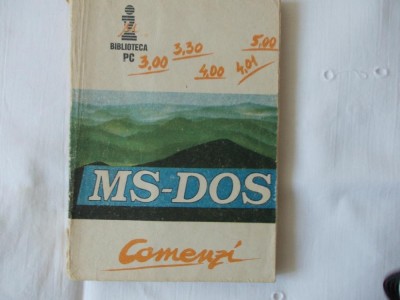 BIBLIOTECA
PC
3,00 3,30 4,00 4,01 5,00
MS-DOS
Comenzi